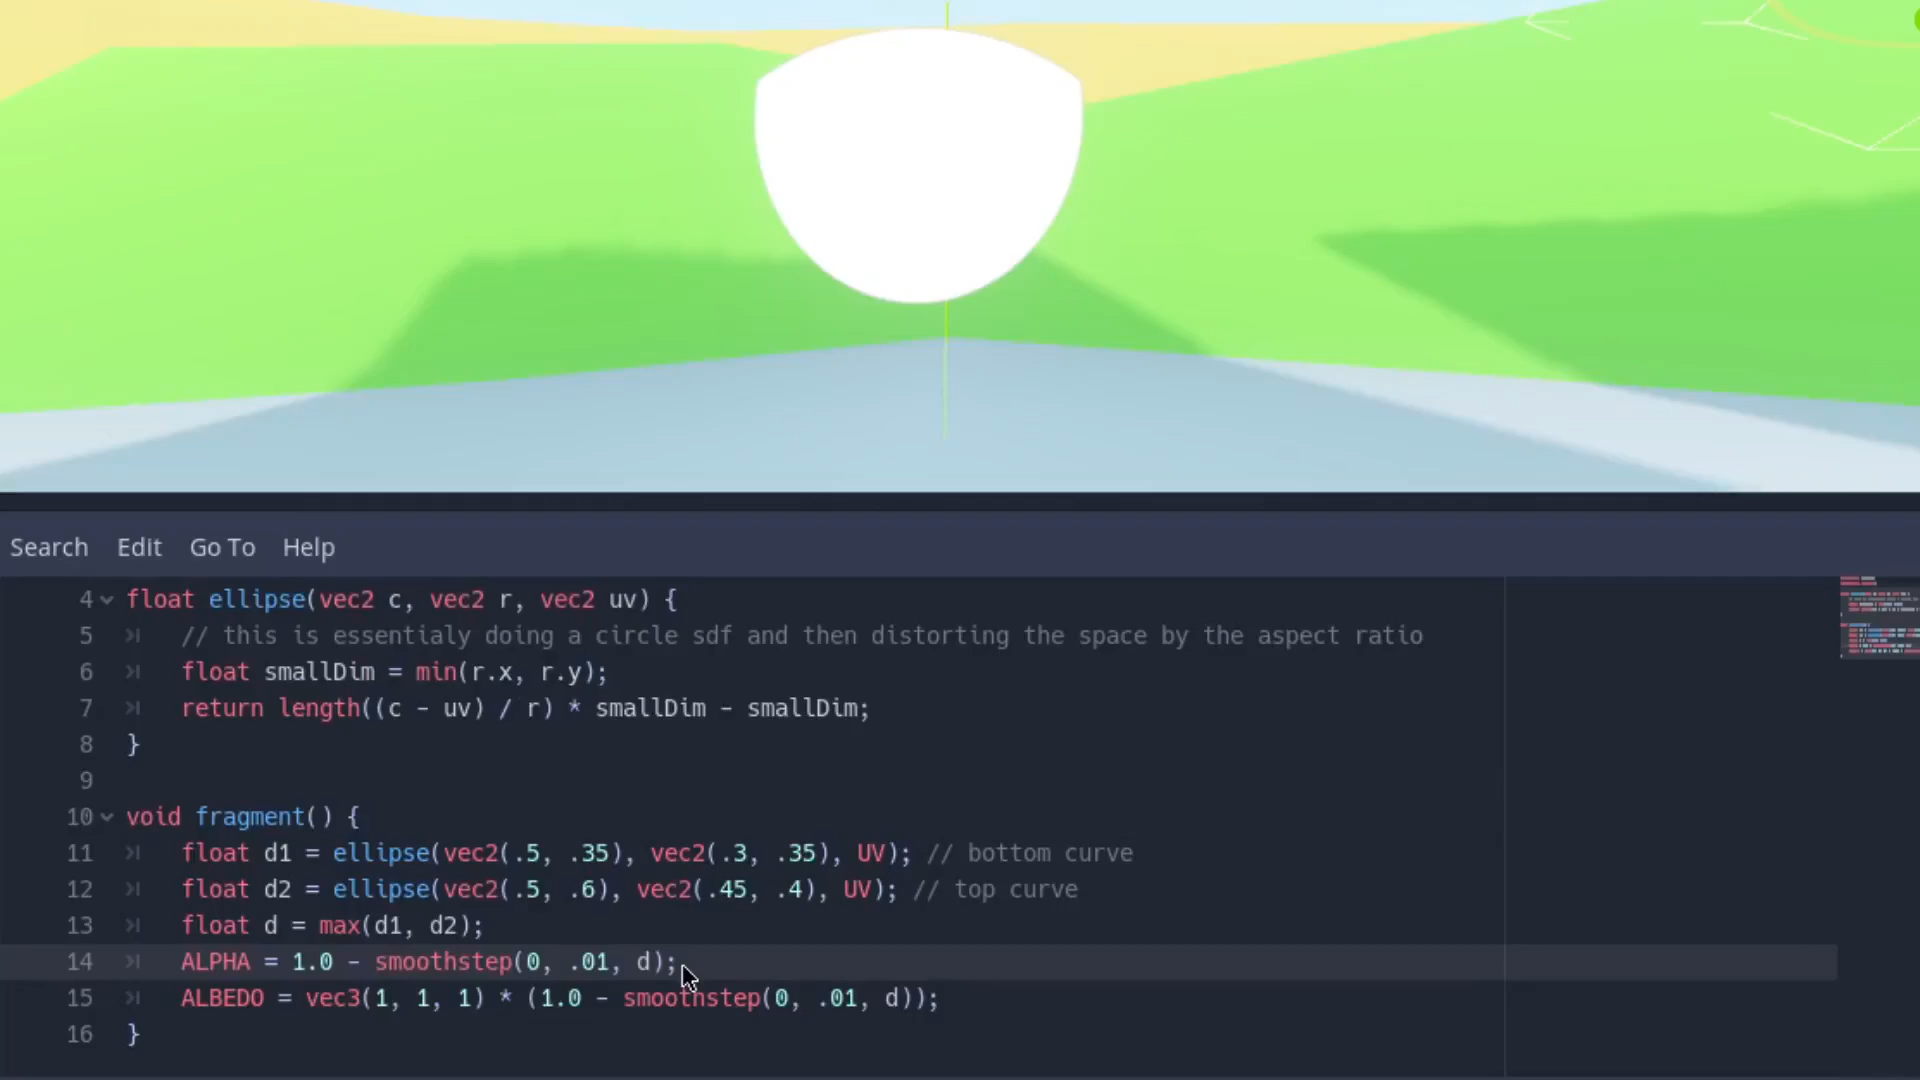 Search Edit Go To Help
4 float ellipse(vec2 c, vec2 r, vec2 uv) {
5 // this is essentialy doing a circle sdf and then distorting the space by the aspect ratio
6 float smallDim = min(r.x, r.y);
7 return length((c - uv) / r) * smallDim - smallDim;
8 }
9
10 void fragment() {
11 float d1 = ellipse(vec2(.5, .35), vec2(.3, .35), UV); // bottom curve
12 float d2 = ellipse(vec2(.5, .6), vec2(.45, .4), UV); // top curve
13 float d = max(d1, d2);
14 ALPHA = 1.0 - smoothstep(0, .01, d);
15 ALBEDO = vec3(1, 1, 1) * (1.0 - smoothstep(0, .01, d));
16 }